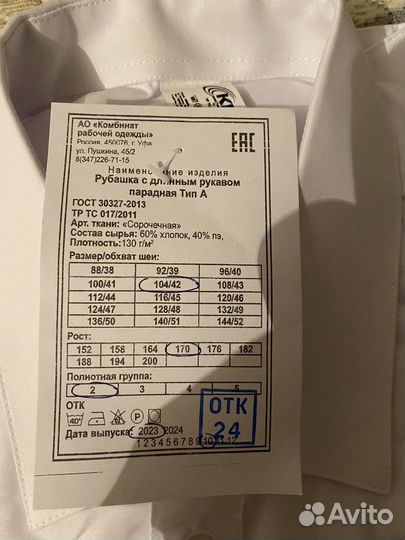 АО «Комбинат
рабочей одежды»
Россия, 450076, г. Уфа
ул. Пушкина, 45/2
8(347)226-71-15
ЕАС
Наименование изделия
Рубашка с длинным рукавом
парадная Тип А
ГОСТ 30327-2013
ТР ТС 017/2011
Арт. ткани: «Сорочечная»
Состав сырья: 60% хлопок, 40% пэ,
Плотность:130 г/м²
Размер/обхват шеи:
88/38 92/39 96/40
100/41 104/42 108/43
112/44 116/45 120/46
124/47 128/48 132/49
136/50 140/51 144/52
Рост:
152 158 164 170 176 182
188 194 200
Полнотная группа:
2 3 4 5
ОТК
40°
ОТК
24
Дата выпуска: 2023 2024
1 2 3 4 5 6 7 8 9 10 11 12
Avito